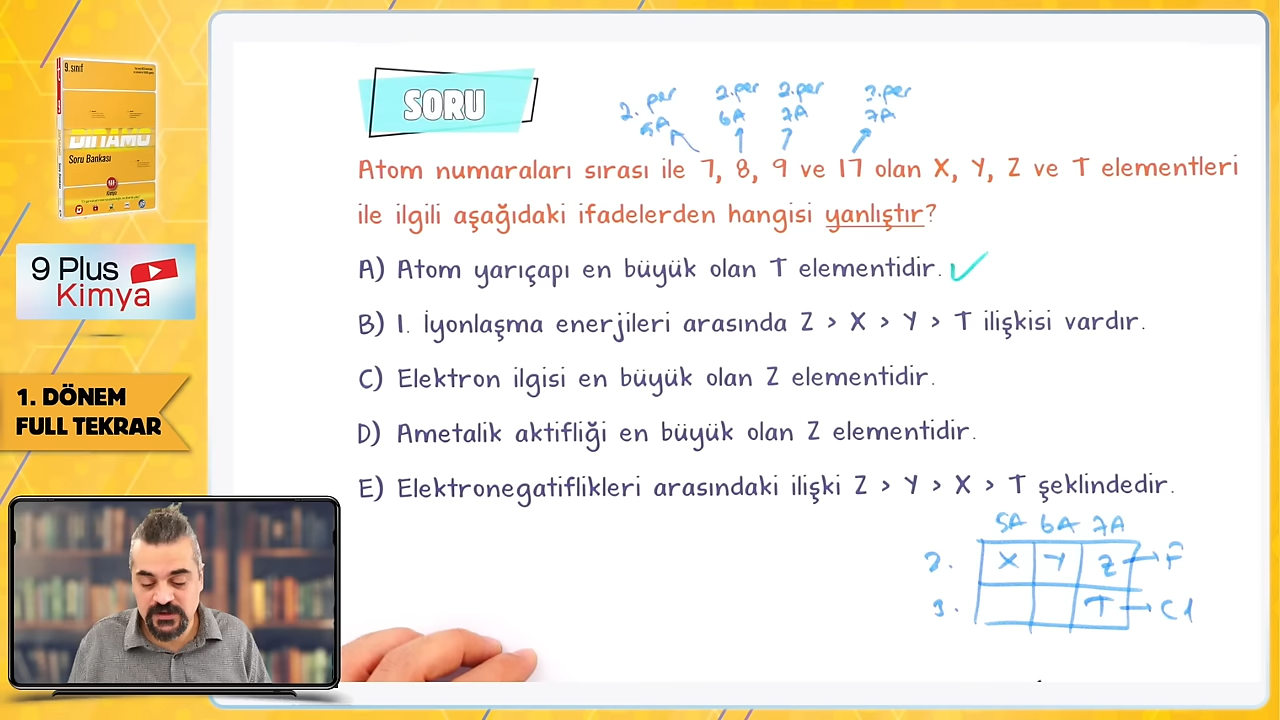 9.sınıf
DİNAMO
Soru Bankası
Kimya
9 Plus
Kimya
1. DÖNEM
FULL TEKRAR
SORU
2. per 2.per 2.per 3.per
5A 6A 7A 7A
Atom numaraları sırası ile 7, 8, 9 ve 17 olan X, Y, Z ve T elementleri
ile ilgili aşağıdaki ifadelerden hangisi yanlıştır?
A) Atom yarıçapı en büyük olan T elementidir. ✓
B) 1. İyonlaşma enerjileri arasında Z > X > Y > T ilişkisi vardır.
C) Elektron ilgisi en büyük olan Z elementidir.
D) Ametalik aktifliği en büyük olan Z elementidir.
E) Elektronegatiflikleri arasındaki ilişki Z > Y > X > T şeklindedir.
5A 6A 7A
2. X Y Z → F
3. T → Cl